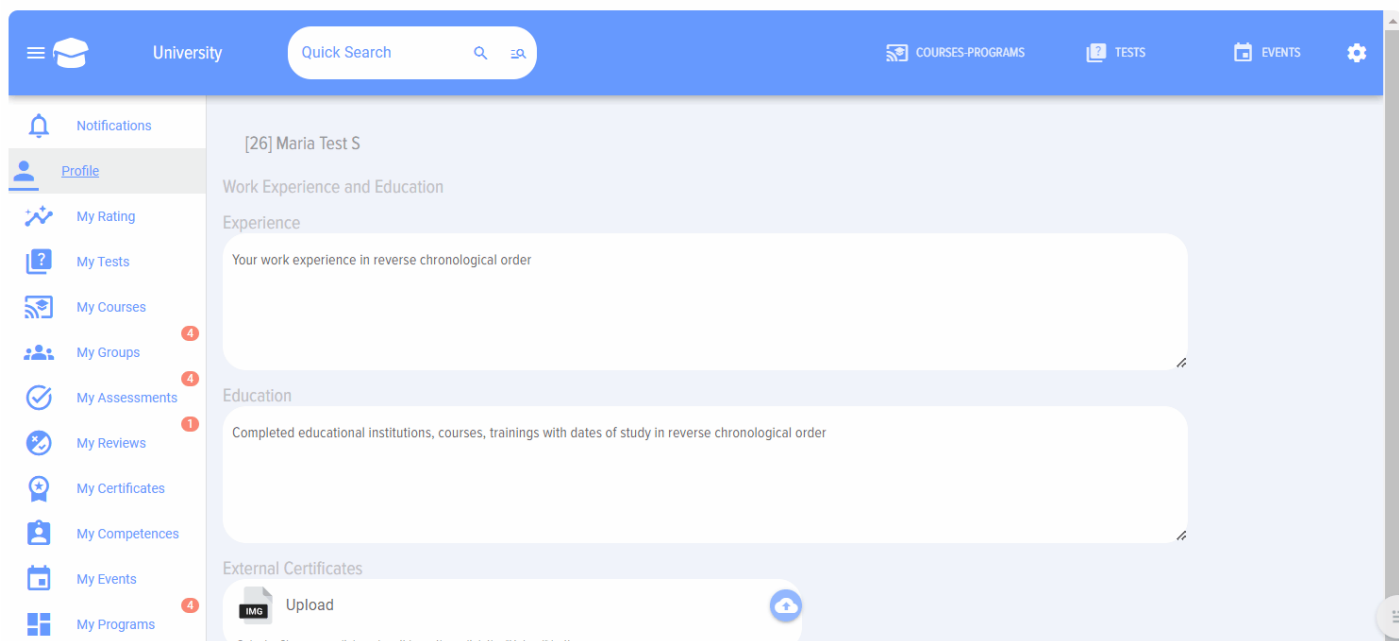 University
Quick Search
COURSES-PROGRAMS
TESTS
EVENTS
Notifications
Profile
My Rating
My Tests
My Courses
4
My Groups
4
My Assessments
1
My Reviews
My Certificates
My Competences
My Events
4
My Programs
[26] Maria Test S
Work Experience and Education
Experience
Your work experience in reverse chronological order
Education
Completed educational institutions, courses, trainings with dates of study in reverse chronological order
External Certificates
IMG
Upload